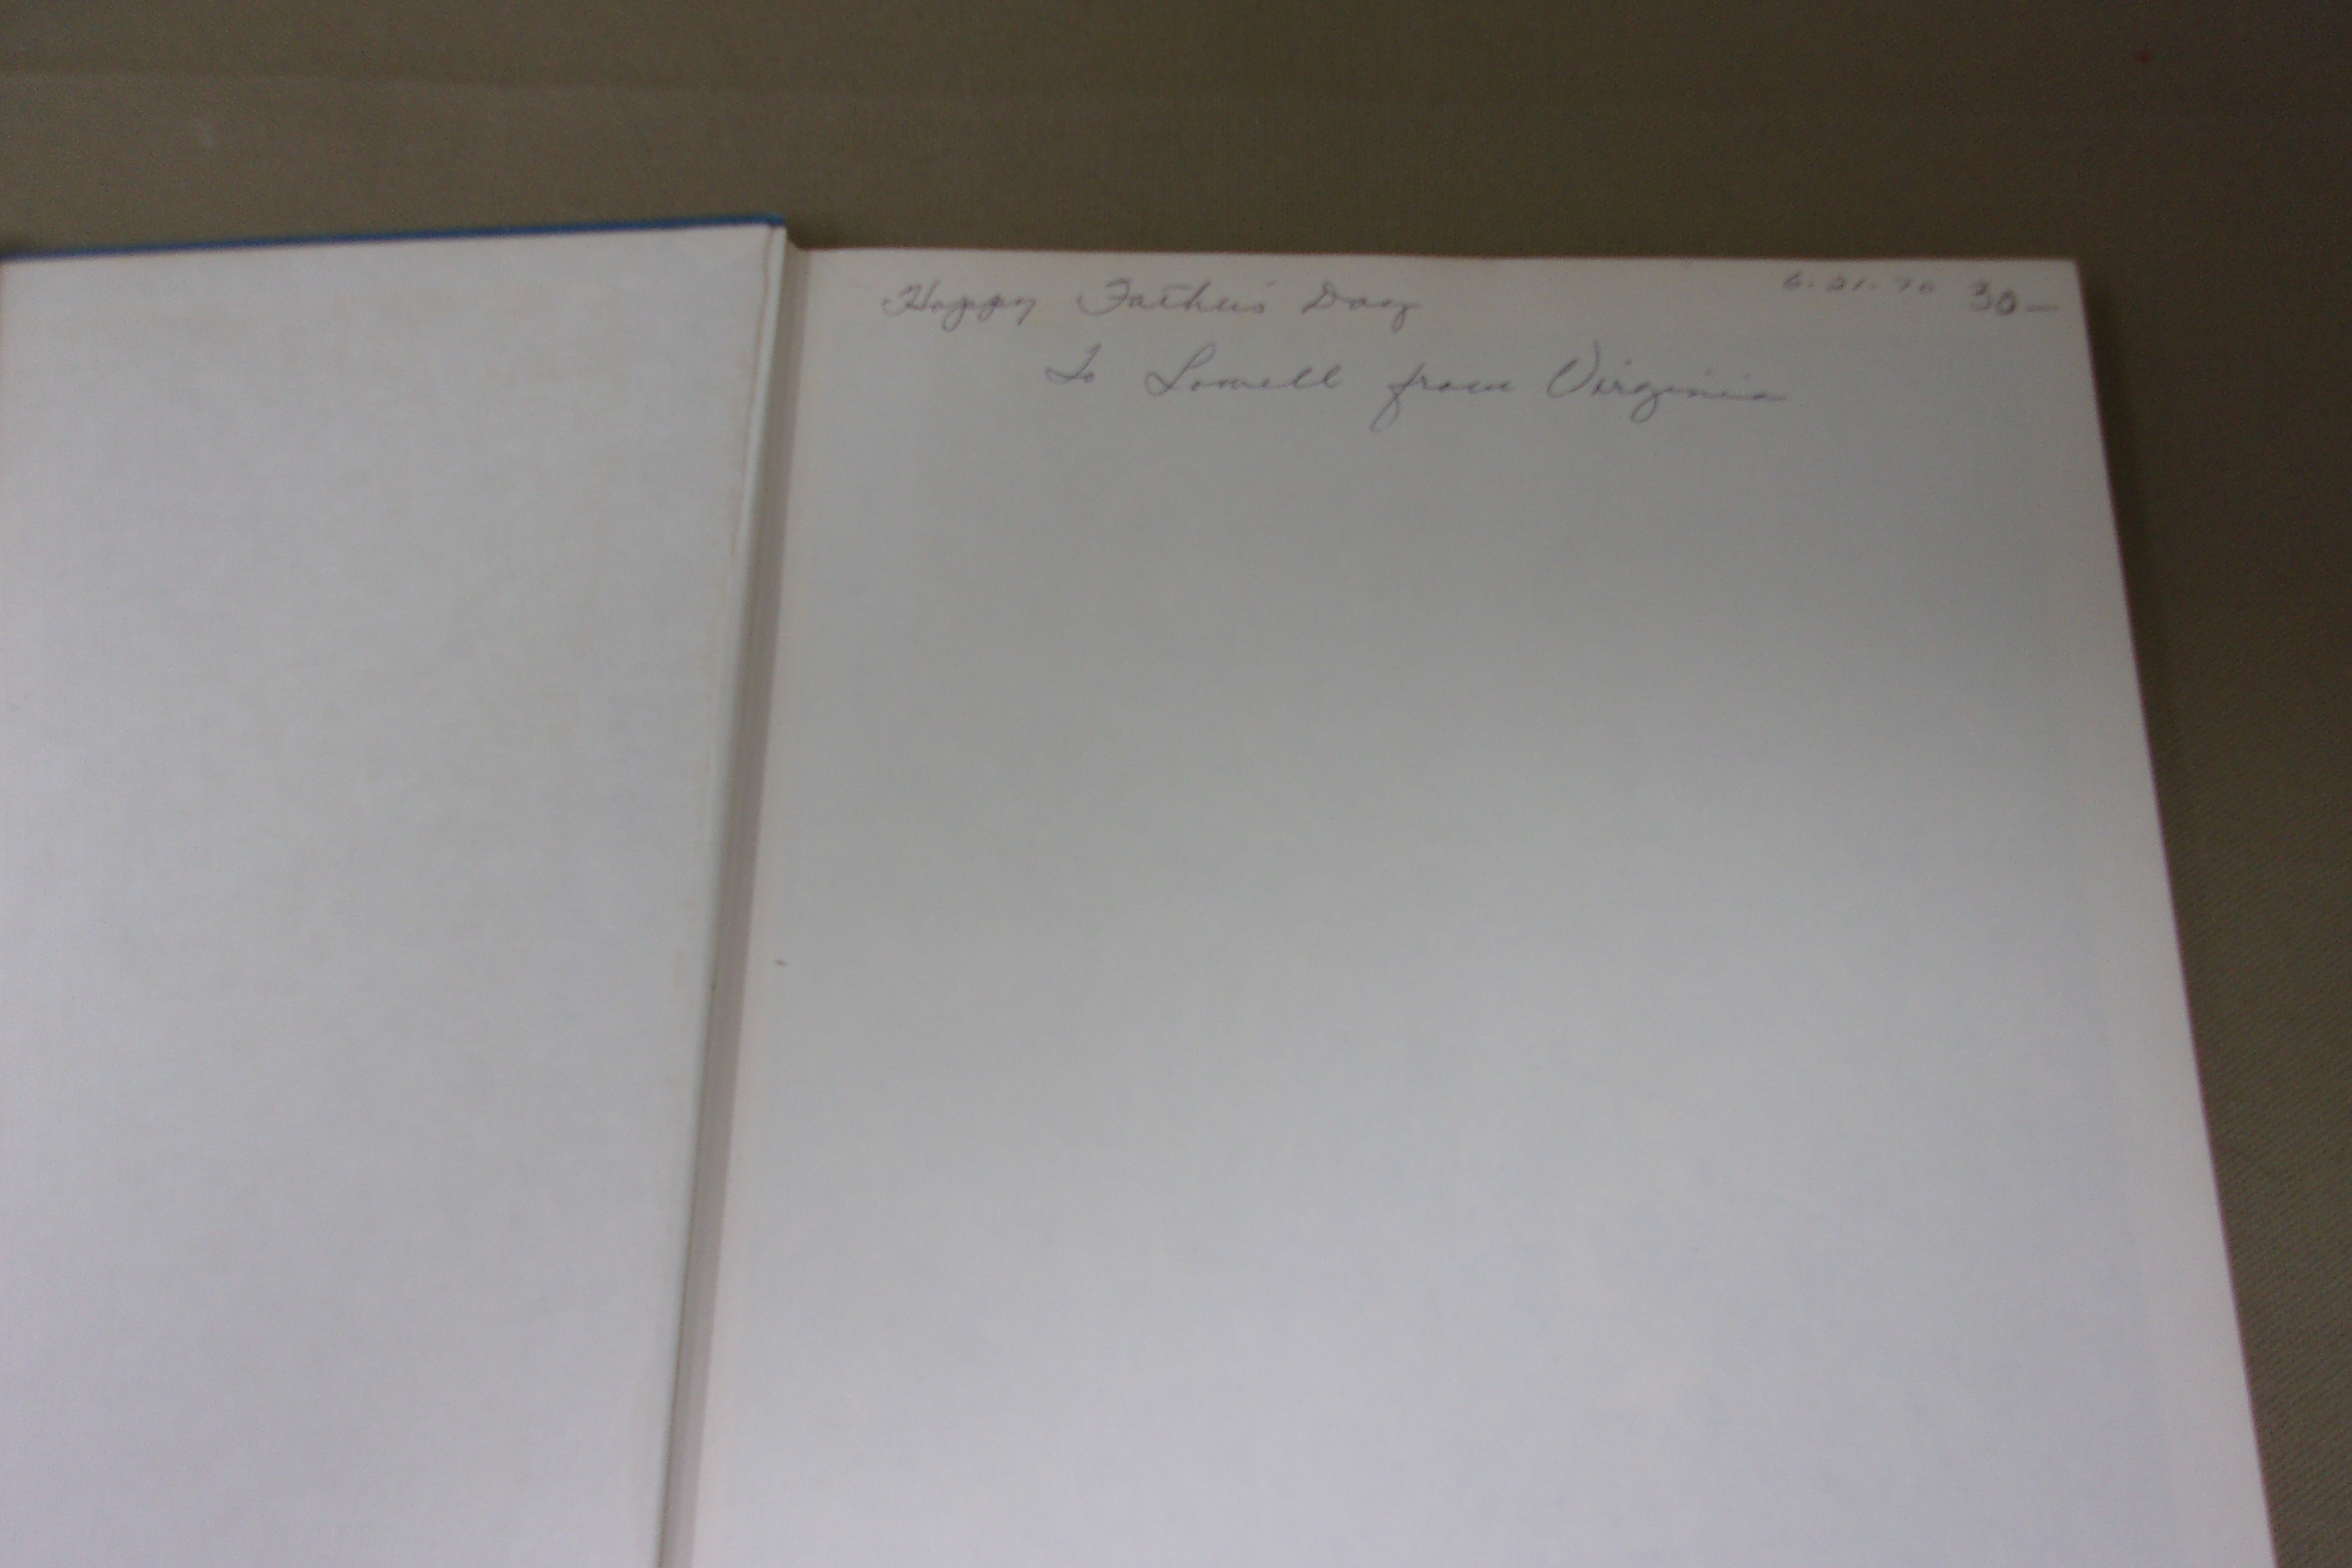 Happy Father's Day 6.21.70 30—
To Lowell from Virginia